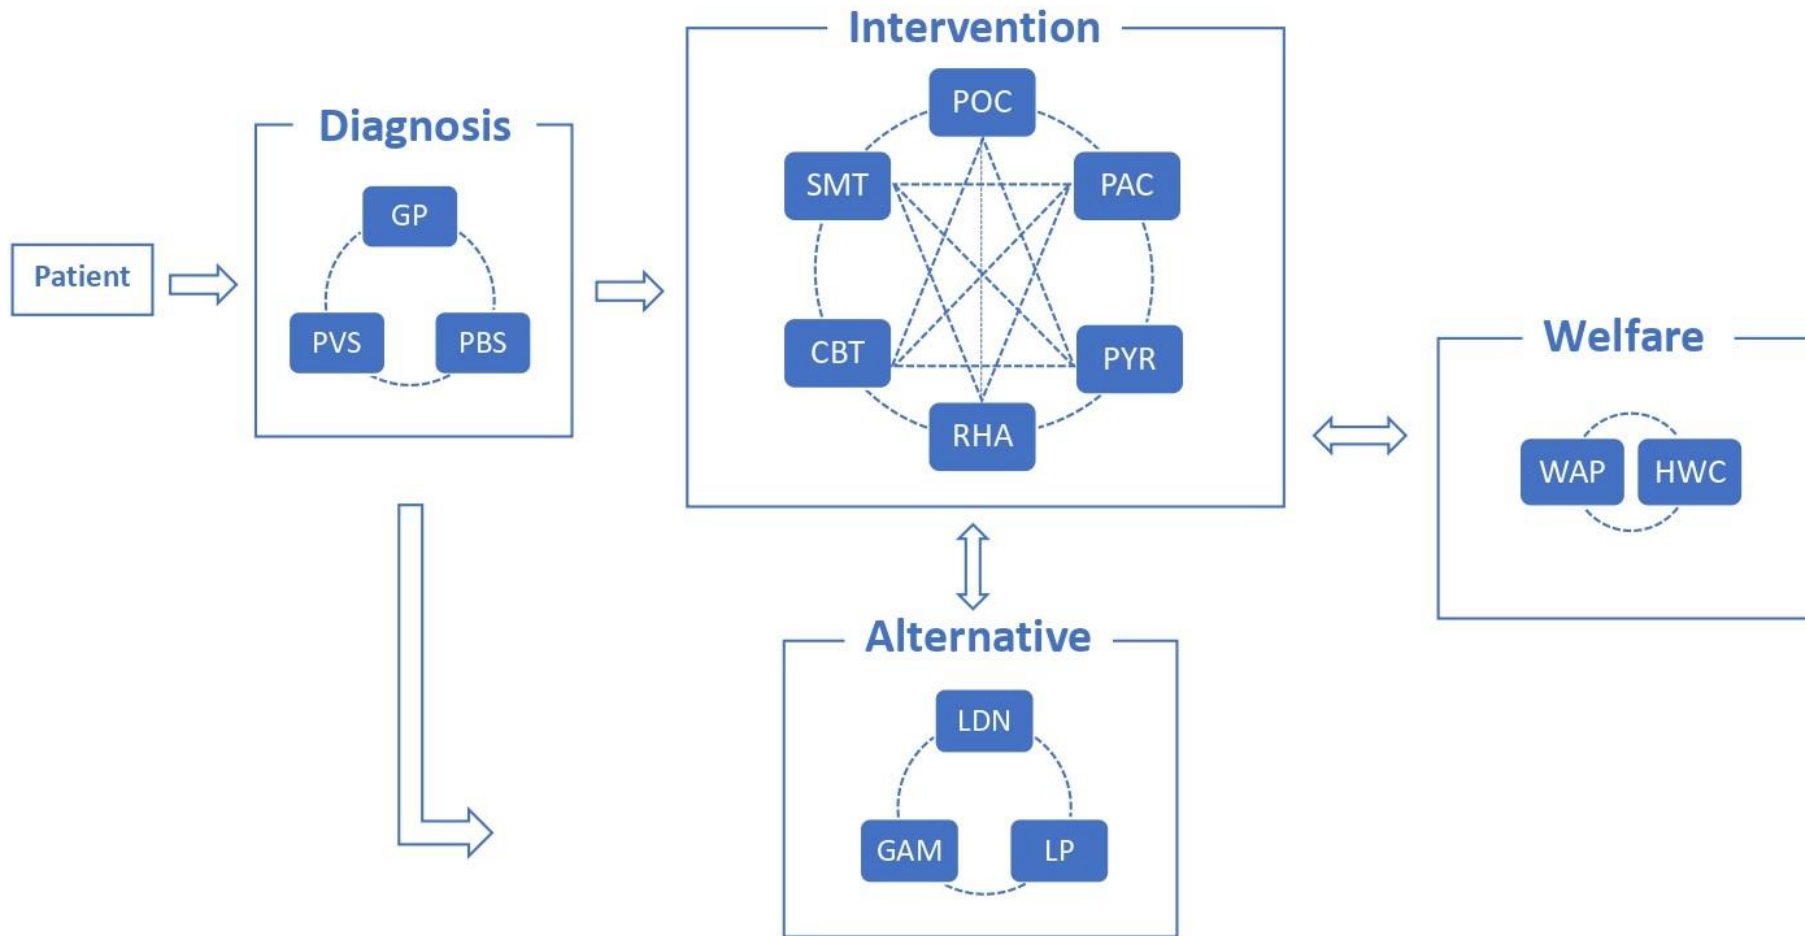 Patient
Diagnosis
GP
PVS
PBS
Intervention
POC
SMT
PAC
CBT
PYR
RHA
Welfare
WAP
HWC
Alternative
LDN
GAM
LP